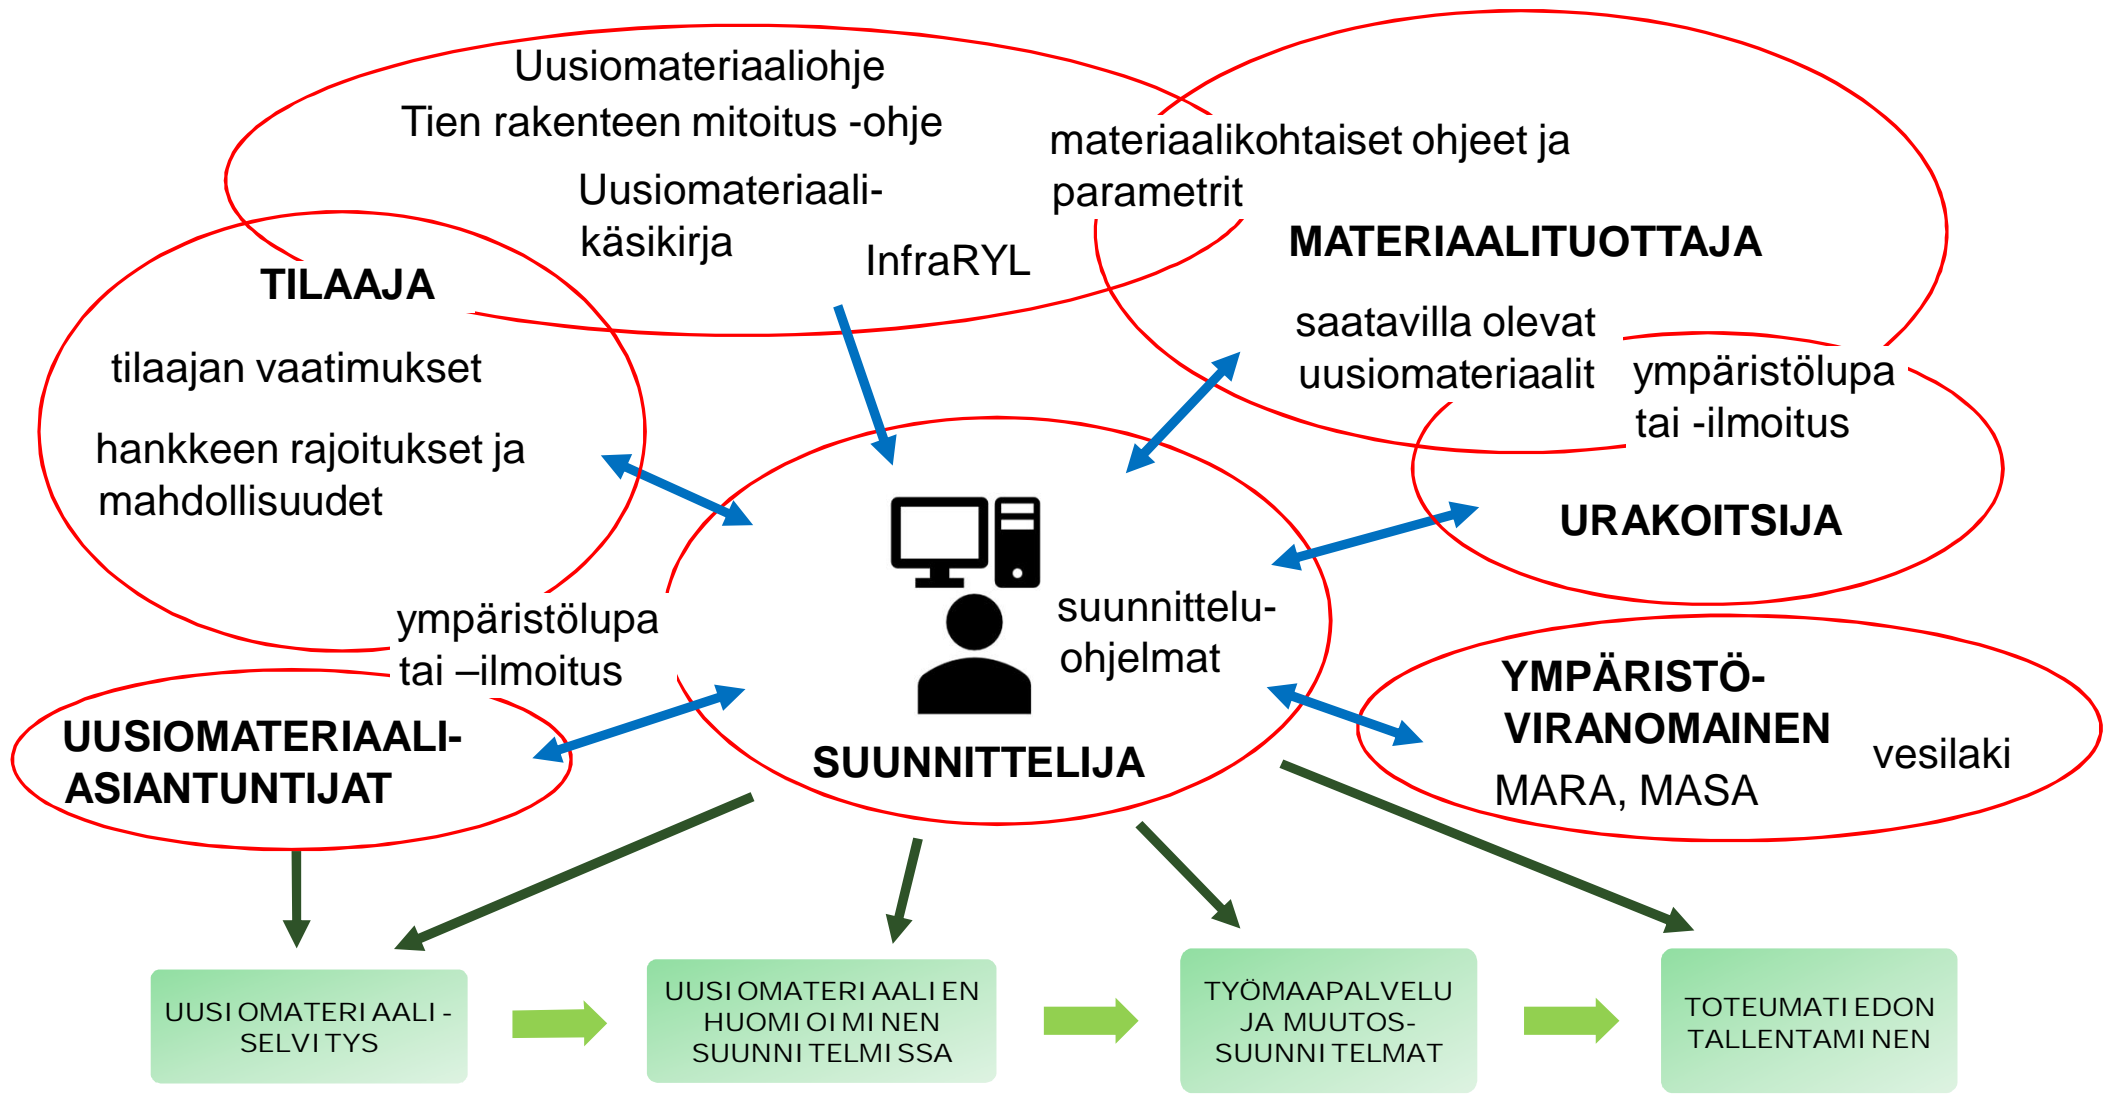 Uusiomateriaaliohje
Tien rakenteen mitoitus -ohje
Uusiomateriaali-
käsikirja
InfraRYL
materiaalikohtaiset ohjeet ja
parametrit
MATERIAALITUOTTAJA
saatavilla olevat
uusiomateriaalit
ympäristölupa
tai -ilmoitus
URAKOITSIJA
TILAAJA
tilaajan vaatimukset
hankkeen rajoitukset ja
mahdollisuudet
ympäristölupa
tai –ilmoitus
suunnittelu-
ohjelmat
SUUNNITTELIJA
YMPÄRISTÖ-
VIRANOMAINEN
vesilaki
MARA, MASA
UUSIOMATERIAALI-
ASIANTUNTIJAT
UUSIOMATERIAALI-
SELVITYS
UUSIOMATERIAALIEN
HUOMIOIMINEN
SUUNNITELMISSA
TYÖMAAPALVELU
JA MUUTOS-
SUUNNITELMAT
TOTEUMATIEDON
TALLENTAMINEN